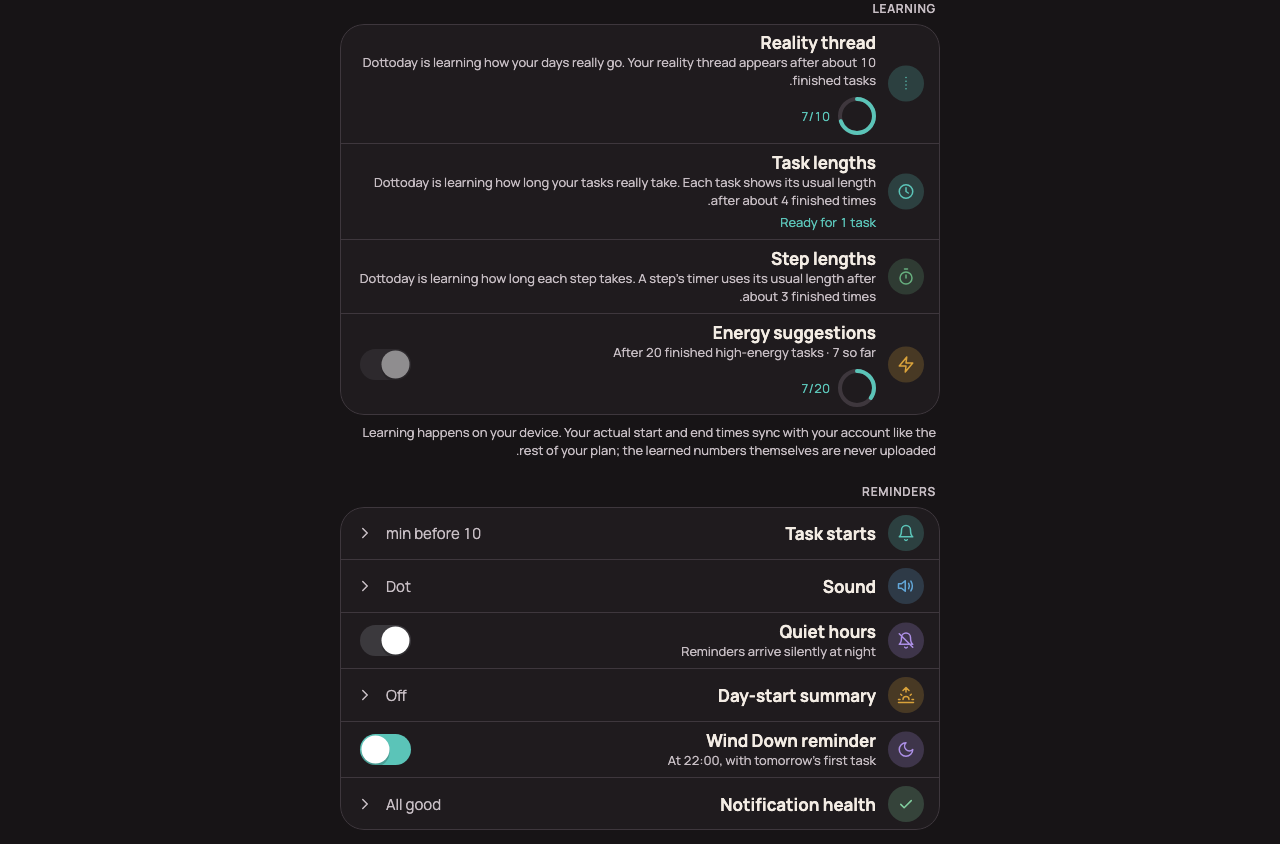 LEARNING
Reality thread
Dottoday is learning how your days really go. Your reality thread appears after about 10
.finished tasks
7/10
Task lengths
Dottoday is learning how long your tasks really take. Each task shows its usual length
.after about 4 finished times
Ready for 1 task
Step lengths
Dottoday is learning how long each step takes. A step's timer uses its usual length after
.about 3 finished times
Energy suggestions
After 20 finished high-energy tasks · 7 so far
7/20
Learning happens on your device. Your actual start and end times sync with your account like the
.rest of your plan; the learned numbers themselves are never uploaded
REMINDERS
Task starts
min before 10
Sound
Dot
Quiet hours
Reminders arrive silently at night
Day-start summary
Off
Wind Down reminder
At 22:00, with tomorrow's first task
Notification health
All good